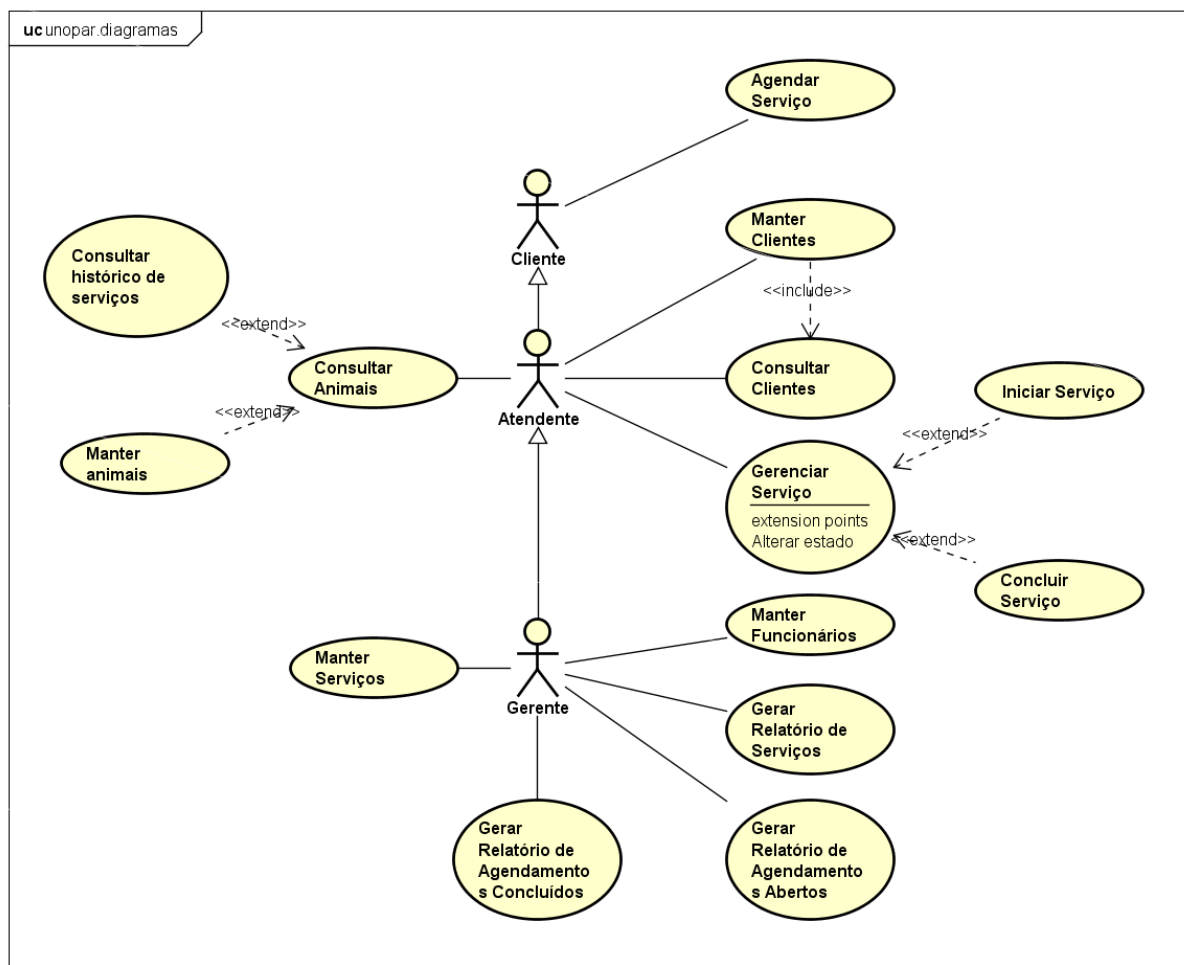 uc unopar.diagramas
Agendar
Serviço
Cliente
Manter
Clientes
<<include>>
Consultar
histórico de
serviços
<<extend>>
Consultar
Animais
<<extend>>
Manter
animais
Atendente
Consultar
Clientes
Iniciar Serviço
<<extend>>
Gerenciar
Serviço
extension points
Alterar estado
<<extend>>
Concluir
Serviço
Manter
Funcionários
Manter
Serviços
Gerente
Gerar
Relatório de
Serviços
Gerar
Relatório de
Agendamento
s Concluídos
Gerar
Relatório de
Agendamento
s Abertos